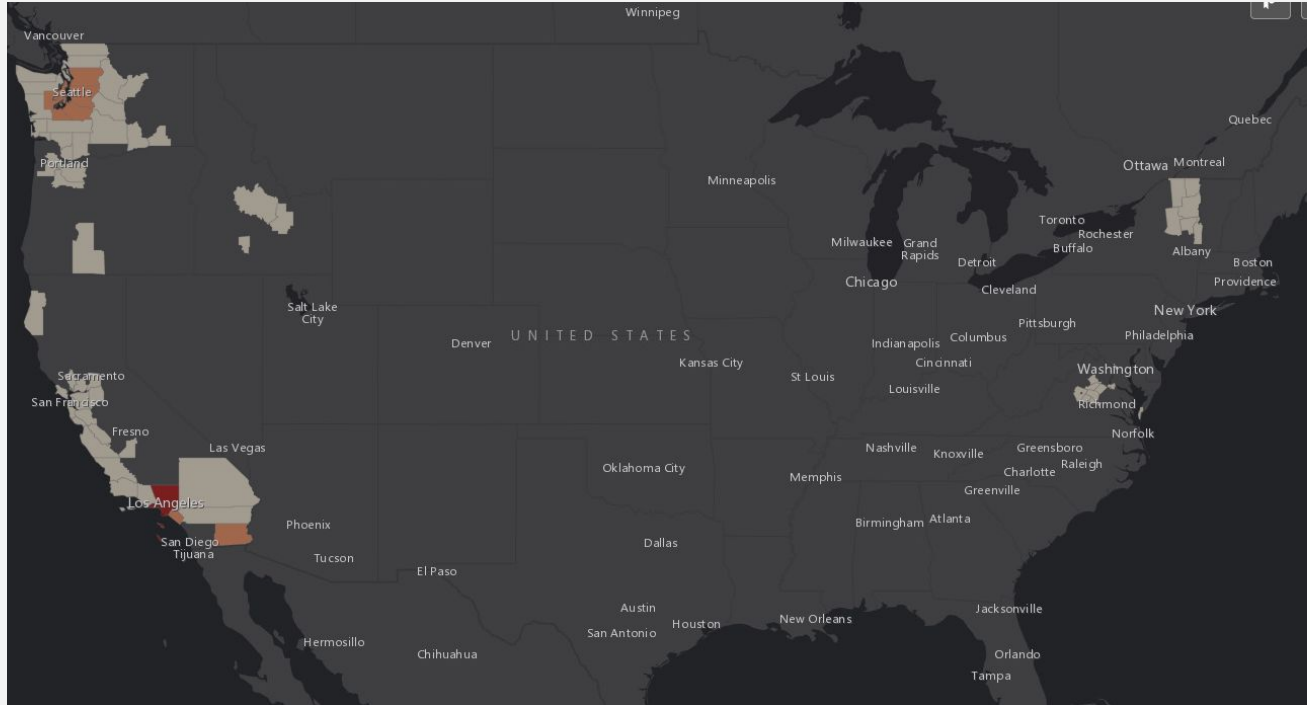 Winnipeg
Vancouver
Seattle
Quebec
Portland
Ottawa
Montreal
Minneapolis
Toronto
Rochester
Milwaukee
Grand
Rapids
Buffalo
Albany
Detroit
Boston
Chicago
Cleveland
Providence
Salt Lake
City
New York
UNITED STATES
Pittsburgh
Denver
Indianapolis
Columbus
Philadelphia
Kansas City
Cincinnati
Sacramento
St Louis
Washington
Louisville
San Francisco
Richmond
Fresno
Norfolk
Las Vegas
Nashville
Knoxville
Greensboro
Oklahoma City
Memphis
Charlotte
Raleigh
Los Angeles
Greenville
Phoenix
Birmingham
Atlanta
San Diego
Tijuana
Dallas
Tucson
El Paso
Austin
Jacksonville
San Antonio
Houston
New Orleans
Hermosillo
Chihuahua
Orlando
Tampa